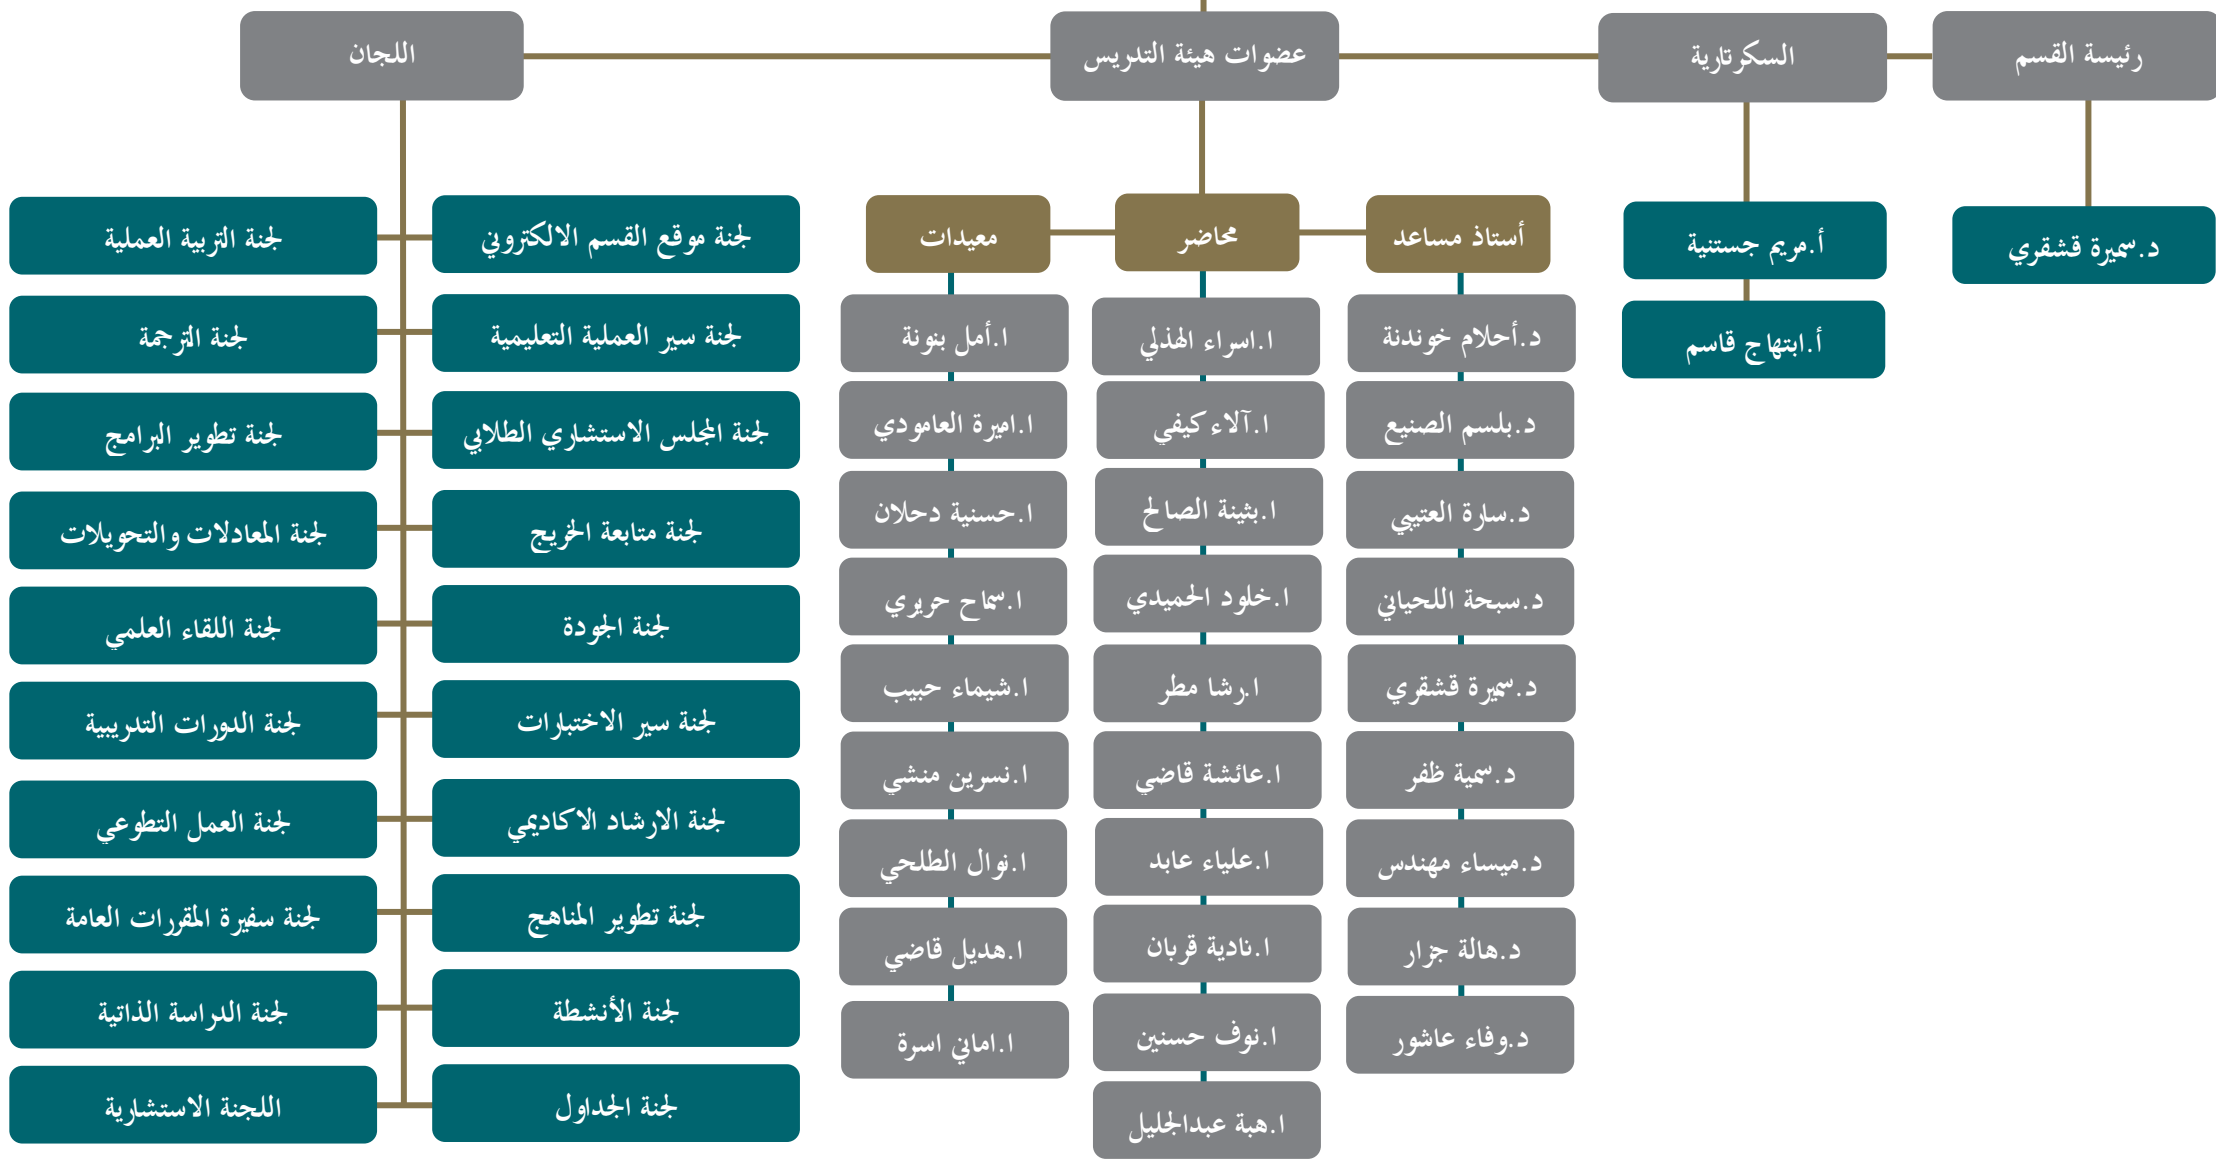 رئيسة القسم
السكرتارية
عضوات هيئة التدريس
اللجان
د.سميرة قشقري
أ.مريم جستنية
أ.ابتهاج قاسم
أستاذ مساعد
محاضر
معيدات
د.أحلام خوندنة
د.بلسم الصنيع
د.سارة العتيبي
د.سبحة اللحياني
د.سميرة قشقري
د.سمية ظفر
د.ميساء مهندس
د.هالة جزار
د.وفاء عاشور
ا.اسراء الهذلي
ا.آلاء كيفي
ا.بثينة الصالح
ا.خلود الحميدي
ا.رشا مطر
ا.عائشة قاضي
ا.علياء عابد
ا.نادية قربان
ا.نوف حسنين
ا.هبة عبدالجليل
ا.أمل بنونة
ا.اميرة العامودي
ا.حسنية دحلان
ا.سماح حريري
ا.شيماء حبيب
ا.نسرين منشي
ا.نوال الطلحي
ا.هديل قاضي
ا.اماني اسرة
لجنة موقع القسم الالكتروني
لجنة سير العملية التعليمية
لجنة المجلس الاستشاري الطلابي
لجنة متابعة الخريج
لجنة الجودة
لجنة سير الاختبارات
لجنة الارشاد الاكاديمي
لجنة تطوير المناهج
لجنة الأنشطة
لجنة الجداول
لجنة التربية العملية
لجنة الترجمة
لجنة تطوير البرامج
لجنة المعادلات والتحويلات
لجنة اللقاء العلمي
لجنة الدورات التدريبية
لجنة العمل التطوعي
لجنة سفيرة المقررات العامة
لجنة الدراسة الذاتية
اللجنة الاستشارية